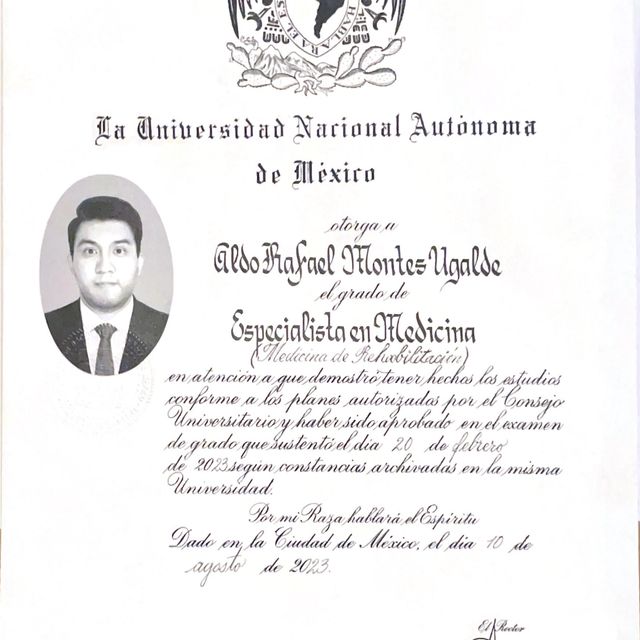 HABLARA EL ES
La Universidad Nacional Autónoma
de México
otorga a
Aldo Rafael Montes Ugalde
el grado de
Especialista en Medicina
(Medicina de Rehabilitación)
en atención a que demostró tener hechos los estudios
conforme a los planes autorizados por el Consejo
Universitario y haber sido aprobado en el examen
de grado que sustentó el día 20 de febrero
de 2023 según constancias archivadas en la misma
Universidad.
Por mi Raza hablará el Espíritu
Dado en la Ciudad de México, el día 10 de
agosto de 2023.
El Rector